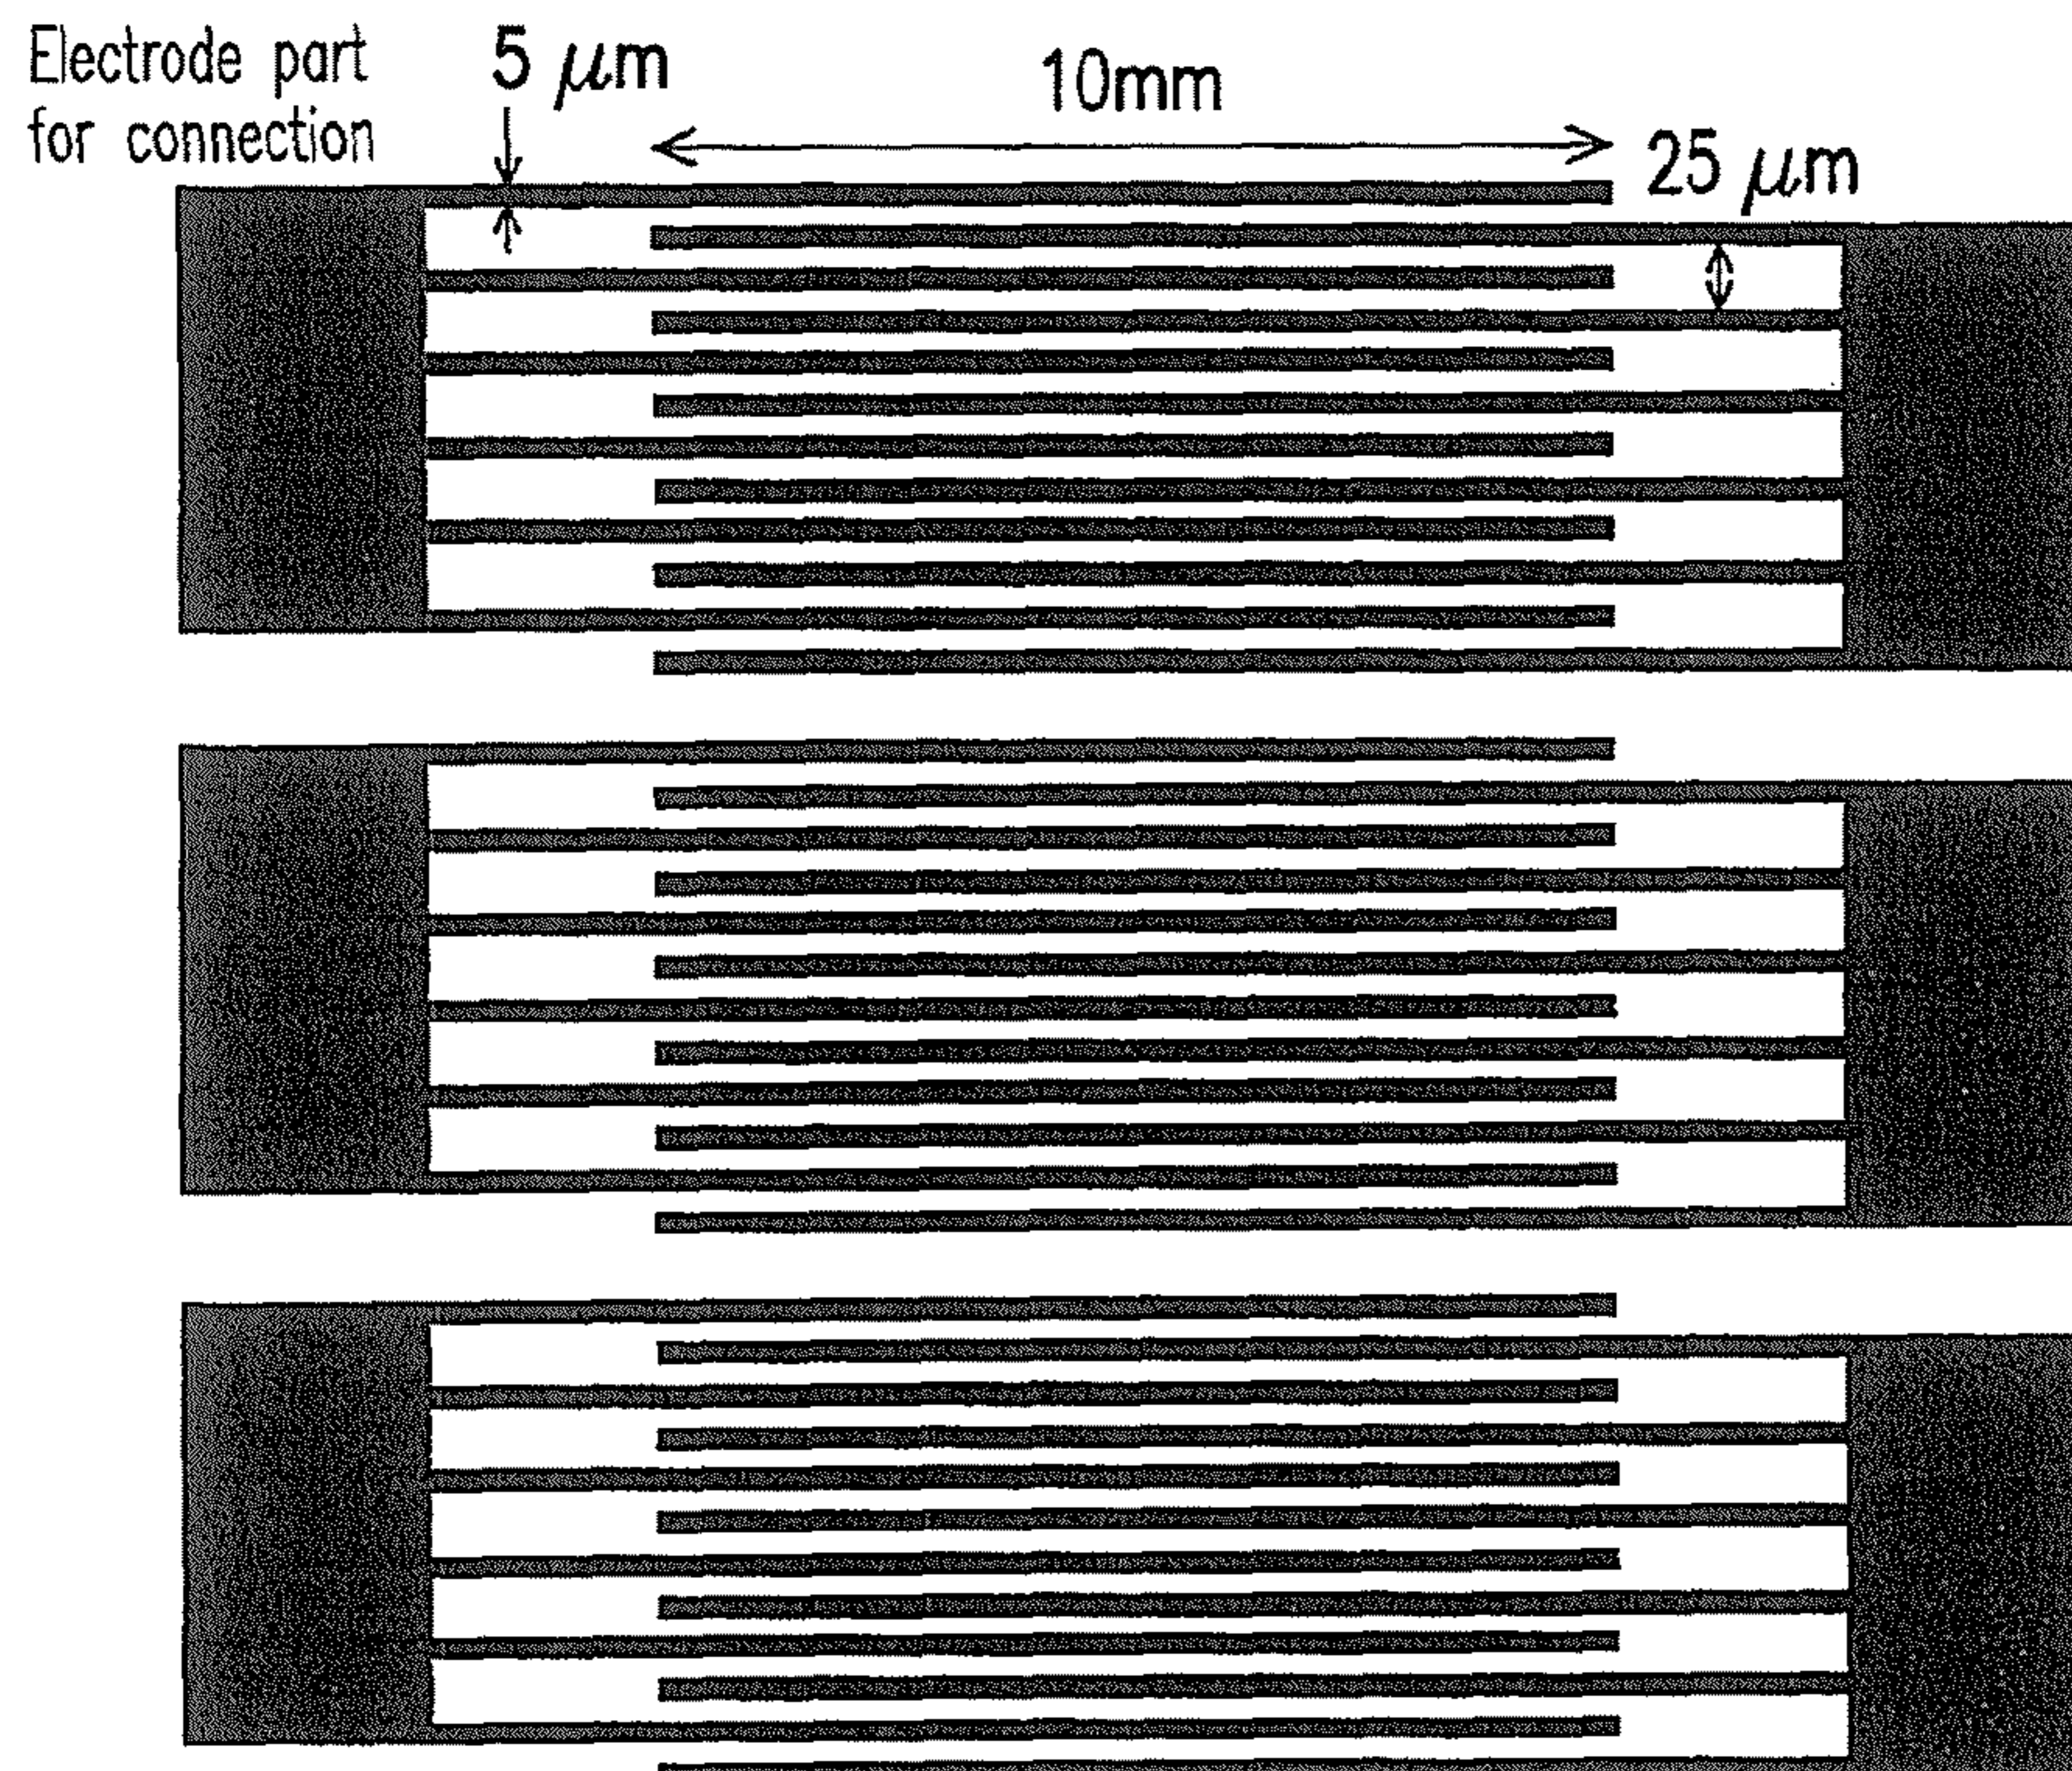 Electrode part
for connection
5 μm
10mm
25 μm